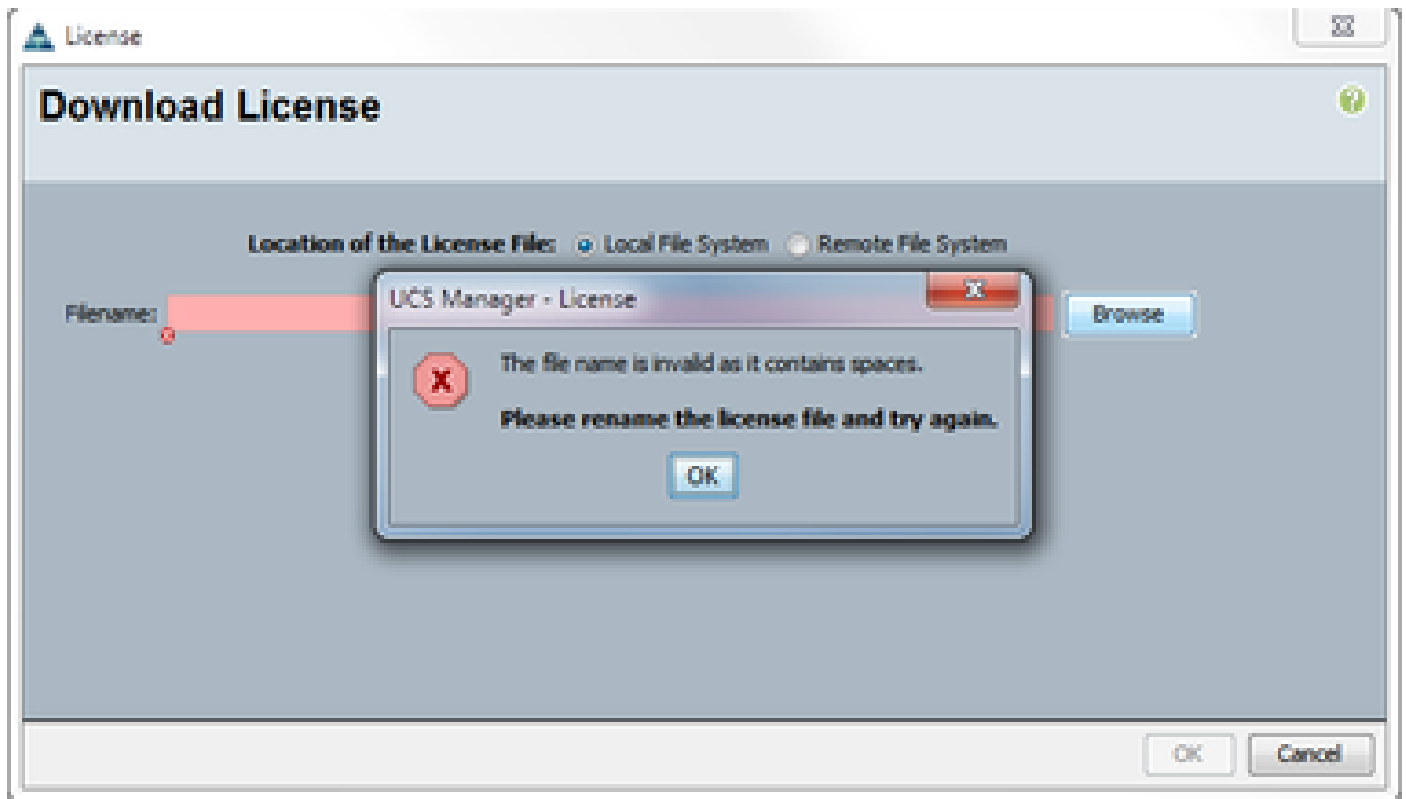 License
Download License
Location of the License File: Local File System Remote File System
Filename:
Browse
UCS Manager - License
The file name is invalid as it contains spaces.
Please rename the license file and try again.
OK
OK Cancel